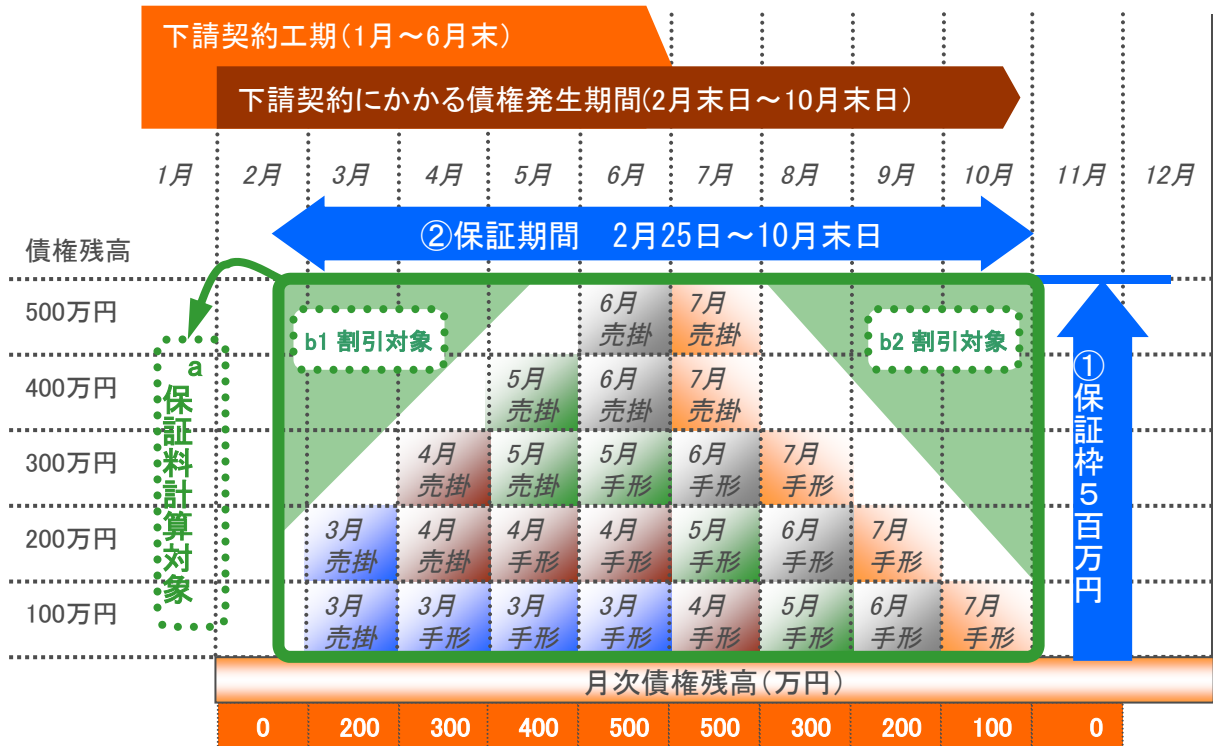 下請契約工期(1月～6月末)
下請契約にかかる債権発生期間(2月末日～10月末日)
1月 2月 3月 4月 5月 6月 7月 8月 9月 10月 11月 12月
②保証期間 2月25日～10月末日
債権残高
500万円
400万円
300万円
200万円
100万円
a
保証料計算対象
b1 割引対象
b2 割引対象
①保証枠5百万円
6月 7月
売掛 売掛
5月 6月 7月
売掛 売掛 売掛
4月 5月 5月 6月 7月
売掛 売掛 手形 手形 手形
3月 4月 4月 4月 5月 6月 7月
売掛 売掛 手形 手形 手形 手形 手形
3月 3月 3月 3月 4月 5月 6月 7月
売掛 手形 手形 手形 手形 手形 手形 手形
月次債権残高(万円)
0 200 300 400 500 500 300 200 100 0